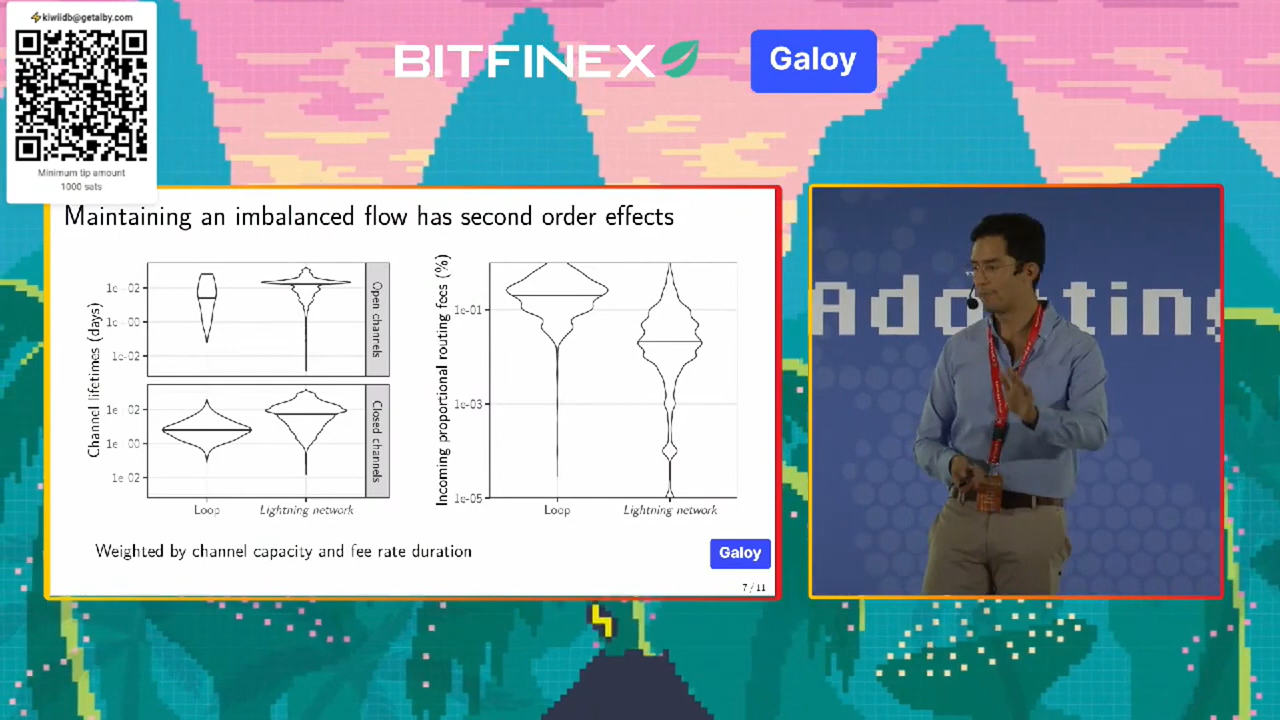 ⚡kiwiidb@getalby.com
Minimum tip amount
1000 sats
BITFINEX
Galoy
Maintaining an imbalanced flow has second order effects
Channel lifetimes (days)
1e+02
1e+00
1e-02
Open channels
1e+02
1e+00
1e-02
Closed channels
Loop
Lightning network
Incoming proportional routing fees (%)
1e-01
1e-03
1e-05
Loop
Lightning network
Weighted by channel capacity and fee rate duration
Galoy
7 / 11